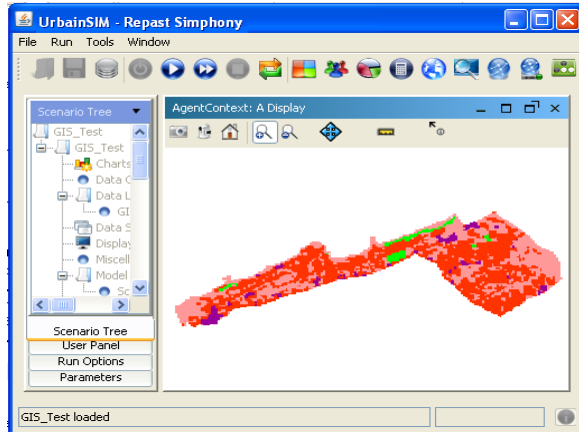 UrbainSIM - Repast Simphony
File Run Tools Window
Scenario Tree
AgentContext: A Display
GIS_Test
GIS_Test
Charts
Data C
Data L
GI
Data S
Display
Miscell
Model
Sc
Scenario Tree
User Panel
Run Options
Parameters
GIS_Test loaded